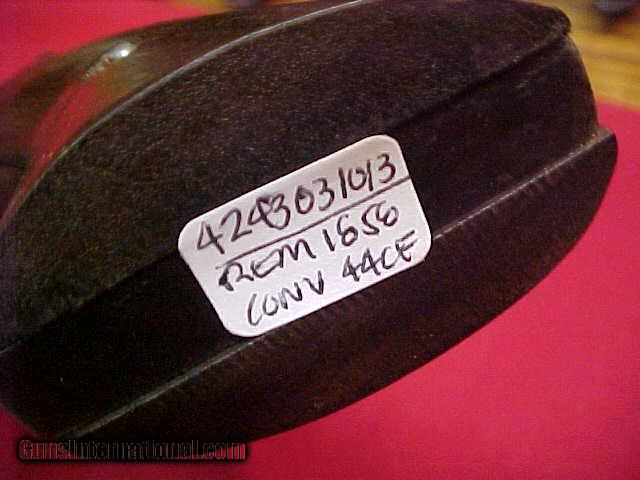 4243031013
REM 1858
CONV 44CF
GunsInternational.com